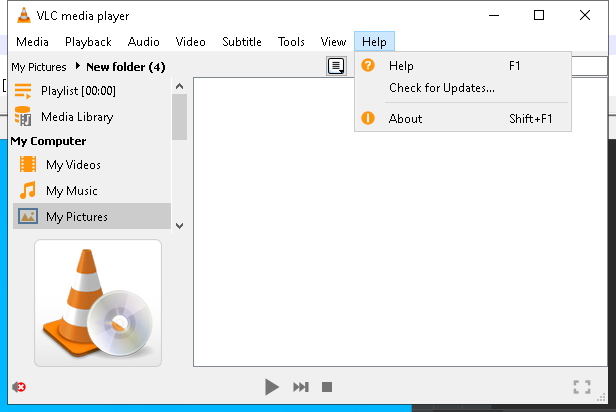 VLC media player
Media Playback Audio Video Subtitle Tools View Help
My Pictures New folder (4)
Help F1
Playlist [00:00]
Check for Updates...
Media Library
About Shift+F1
My Computer
My Videos
My Music
My Pictures